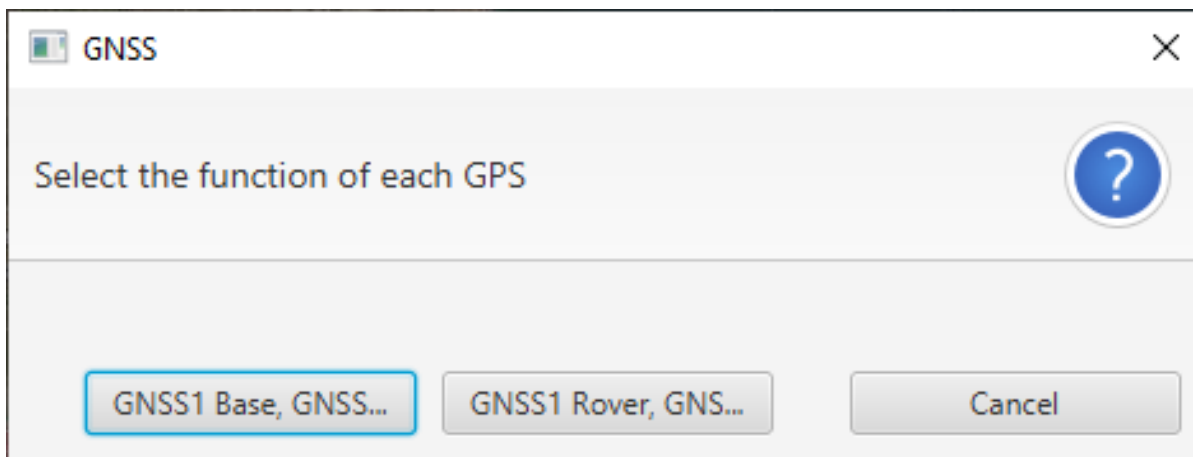 GNSS
Select the function of each GPS
?
GNSS1 Base, GNSS... GNSS1 Rover, GNS... Cancel